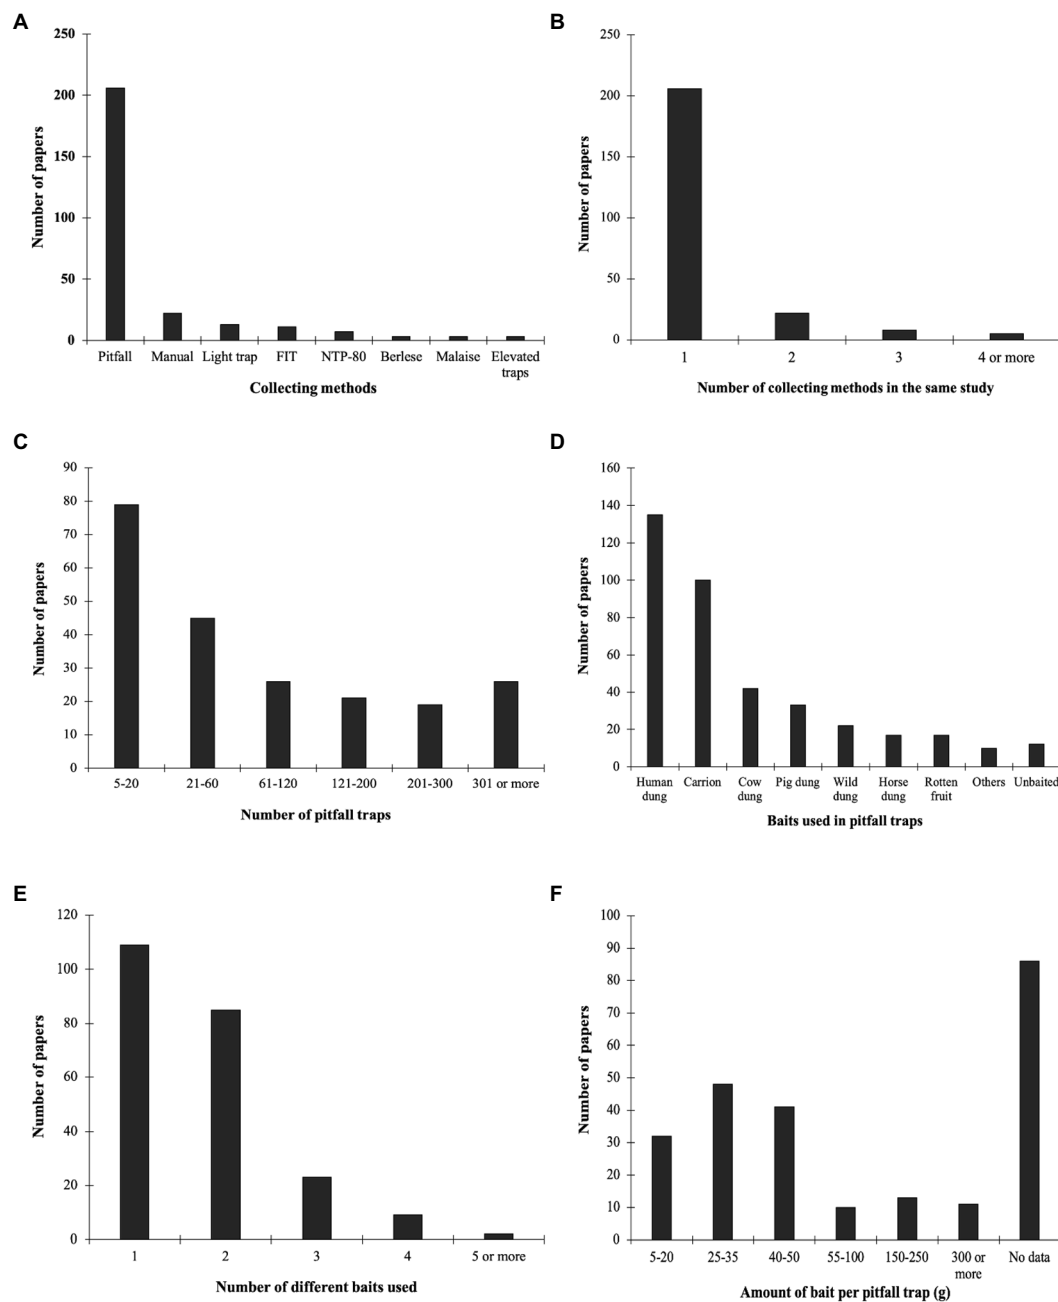 A
250
200
150
100
50
0
Number of papers
Pitfall
Manual
Light trap
FIT
NTP-80
Berlese
Malaise
Elevated
traps
Collecting methods
B
250
200
150
100
50
0
Number of papers
1
2
3
4 or more
Number of collecting methods in the same study
C
90
80
70
60
50
40
30
20
10
0
Number of papers
5-20
21-60
61-120
121-200
201-300
301 or more
Number of pitfall traps
D
160
140
120
100
80
60
40
20
0
Number of papers
Human
dung
Carrion
Cow
dung
Pig dung
Wild
dung
Horse
dung
Rotten
fruit
Others
Unbaited
Baits used in pitfall traps
E
120
100
80
60
40
20
0
Number of papers
1
2
3
4
5 or more
Number of different baits used
F
100
90
80
70
60
50
40
30
20
10
0
Number of papers
5-20
25-35
40-50
55-100
150-250
300 or
more
No data
Amount of bait per pitfall trap (g)